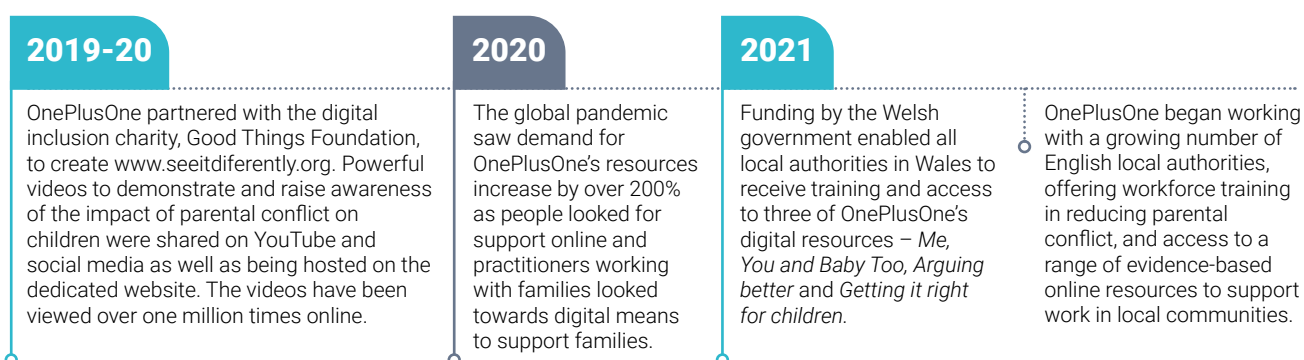 2019-20
OnePlusOne partnered with the digital
inclusion charity, Good Things Foundation,
to create www.seeitdiferently.org. Powerful
videos to demonstrate and raise awareness
of the impact of parental conflict on
children were shared on YouTube and
social media as well as being hosted on the
dedicated website. The videos have been
viewed over one million times online.
2020
The global pandemic
saw demand for
OnePlusOne’s resources
increase by over 200%
as people looked for
support online and
practitioners working
with families looked
towards digital means
to support families.
2021
Funding by the Welsh
government enabled all
local authorities in Wales to
receive training and access
to three of OnePlusOne’s
digital resources – Me,
You and Baby Too, Arguing
better and Getting it right
for children.
OnePlusOne began working
with a growing number of
English local authorities,
offering workforce training
in reducing parental
conflict, and access to a
range of evidence-based
online resources to support
work in local communities.